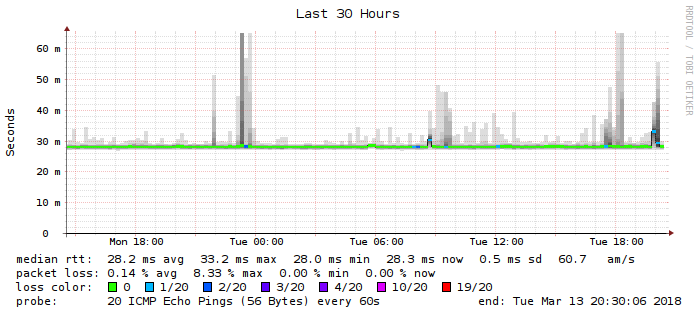 Last 30 Hours
RRDTOOL / TOBI OETIKER
Seconds
60 m
50 m
40 m
30 m
20 m
10 m
0
Mon 18:00 Tue 00:00 Tue 06:00 Tue 12:00 Tue 18:00
median rtt: 28.2 ms avg 33.2 ms max 28.0 ms min 28.3 ms now 0.5 ms sd 60.7 am/s
packet loss: 0.14 % avg 8.33 % max 0.00 % min 0.00 % now
loss color: 0 1/20 2/20 3/20 4/20 10/20 19/20
probe: 20 ICMP Echo Pings (56 Bytes) every 60s end: Tue Mar 13 20:30:06 2018